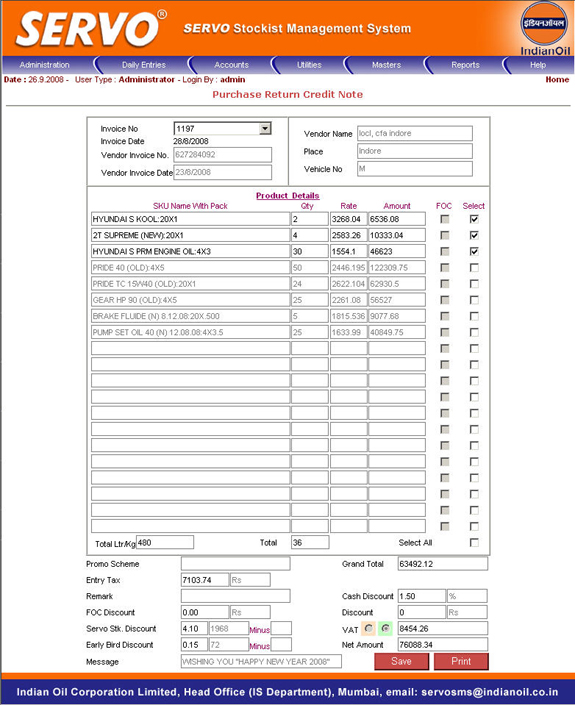 SERVO® SERVO Stockist Management System इंडियनऑयल
IndianOil
Administration Daily Entries Accounts Utilities Masters Reports Help
Date : 26.9.2008 - User Type : Administrator - Login By : admin Home
Purchase Return Credit Note
Invoice No 1197
Invoice Date 28/8/2008
Vendor Invoice No. 627284092
Vendor Invoice Date 23/8/2008
Vendor Name Iocl, cfa indore
Place Indore
Vehicle No M
Product Details
SKU Name With Pack Qty Rate Amount FOC Select
HYUNDAI S KOOL:20X1 2 3268.04 6536.08
2T SUPREME (NEW):20X1 4 2583.26 10333.04
HYUNDAI S PRM ENGINE OIL:4X3 30 1554.1 46623
PRIDE 40 (OLD):4X5 50 2446.195 122309.75
PRIDE TC 15W40 (OLD):20X1 24 2622.104 62930.5
GEAR HP 90 (OLD):4X5 25 2261.08 56527
BRAKE FLUIDE (N) 8.12.08:20X.500 5 1815.536 9077.68
PUMP SET OIL 40 (N) 12.08.08:4X3.5 25 1633.99 40849.75
Total Ltr/Kg 480 Total 36 Select All
Promo Scheme Grand Total 63492.12
Entry Tax 7103.74 Rs
Remark Cash Discount 1.50 %
FOC Discount 0.00 Rs Discount 0 Rs
Servo Stk. Discount 4.10 1968 Minus VAT 8454.26
Early Bird Discount 0.15 72 Minus Net Amount 76088.34
Message WISHING YOU "HAPPY NEW YEAR 2008" Save Print
Indian Oil Corporation Limited, Head Office (IS Department), Mumbai, email: servosms@indianoil.co.in